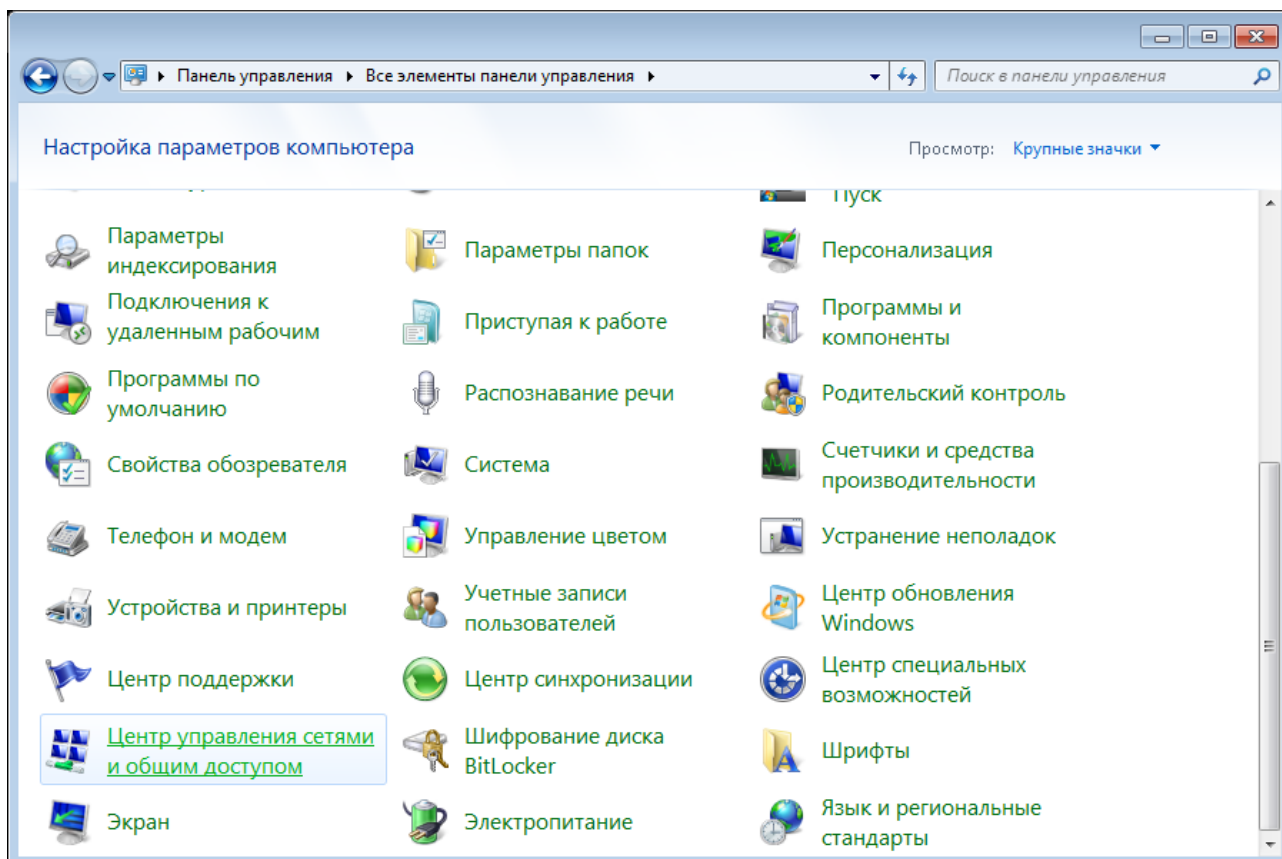 Панель управления ▸ Все элементы панели управления ▸
Поиск в панели управления
Настройка параметров компьютера
Просмотр: Крупные значки
Пуск
Параметры
индексирования
Параметры папок
Персонализация
Подключения к
удаленным рабочим
Приступая к работе
Программы и
компоненты
Программы по
умолчанию
Распознавание речи
Родительский контроль
Свойства обозревателя
Система
Счетчики и средства
производительности
Телефон и модем
Управление цветом
Устранение неполадок
Устройства и принтеры
Учетные записи
пользователей
Центр обновления
Windows
Центр поддержки
Центр синхронизации
Центр специальных
возможностей
Центр управления сетями
и общим доступом
Шифрование диска
BitLocker
Шрифты
Экран
Электропитание
Язык и региональные
стандарты